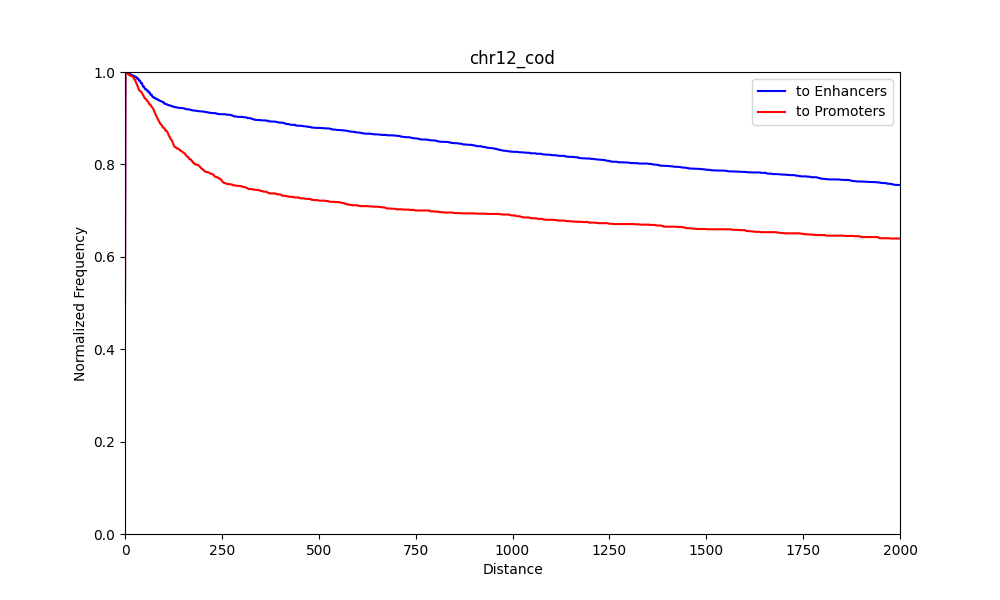 chr12_cod
to Enhancers
to Promoters
Normalized Frequency
1.0
0.8
0.6
0.4
0.2
0.0
0 250 500 750 1000 1250 1500 1750 2000
Distance